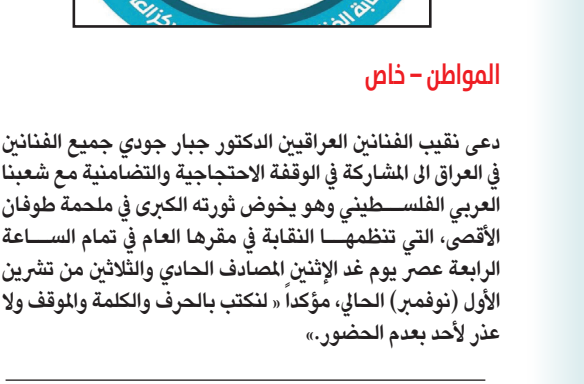 المواطن – خاص
دعى نقيب الفنانين العراقيين الدكتور جبار جودي جميع الفنانين
في العراق الى المشاركة في الوقفة الاحتجاجية والتضامنية مع شعبنا
العربي الفلسطيني وهو يخوض ثورته الكبرى في ملحمة طوفان
الأقصى، التي تنظمها النقابة في مقرها العام في تمام الساعة
الرابعة عصر يوم غد الإثنين المصادف الحادي والثلاثين من تشرين
الأول (نوفمبر) الحالي، مؤكداً « لنكتب بالحرف والكلمة والموقف ولا
عذر لأحد بعدم الحضور.»